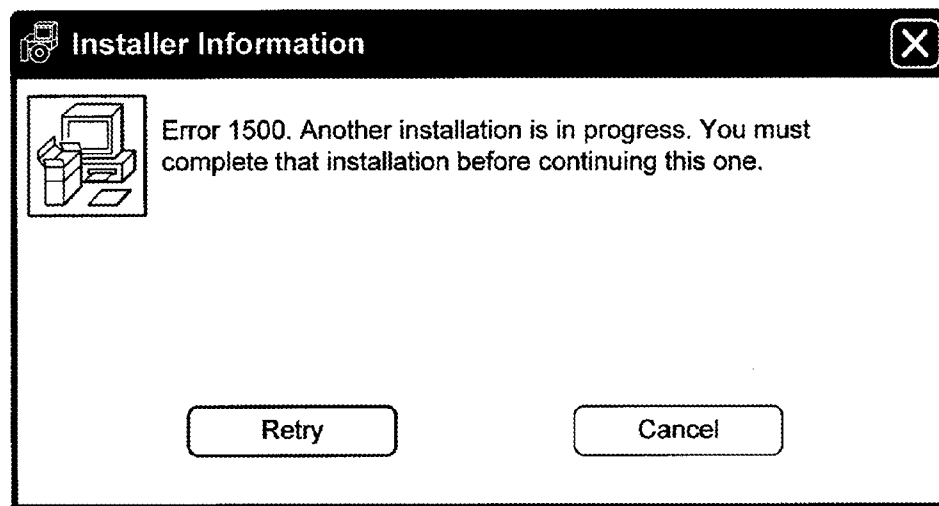 Installer Information
Error 1500. Another installation is in progress. You must
complete that installation before continuing this one.
Retry
Cancel